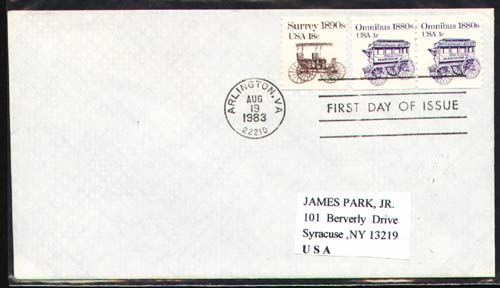 Surrey 1890s
USA 18c
Omnibus 1880s
USA 1c
Omnibus 1880s
USA 1c
ARLINGTON, VA
AUG
19
1983
22210
FIRST DAY OF ISSUE
JAMES PARK, JR.
101 Berverly Drive
Syracuse ,NY 13219
U S A